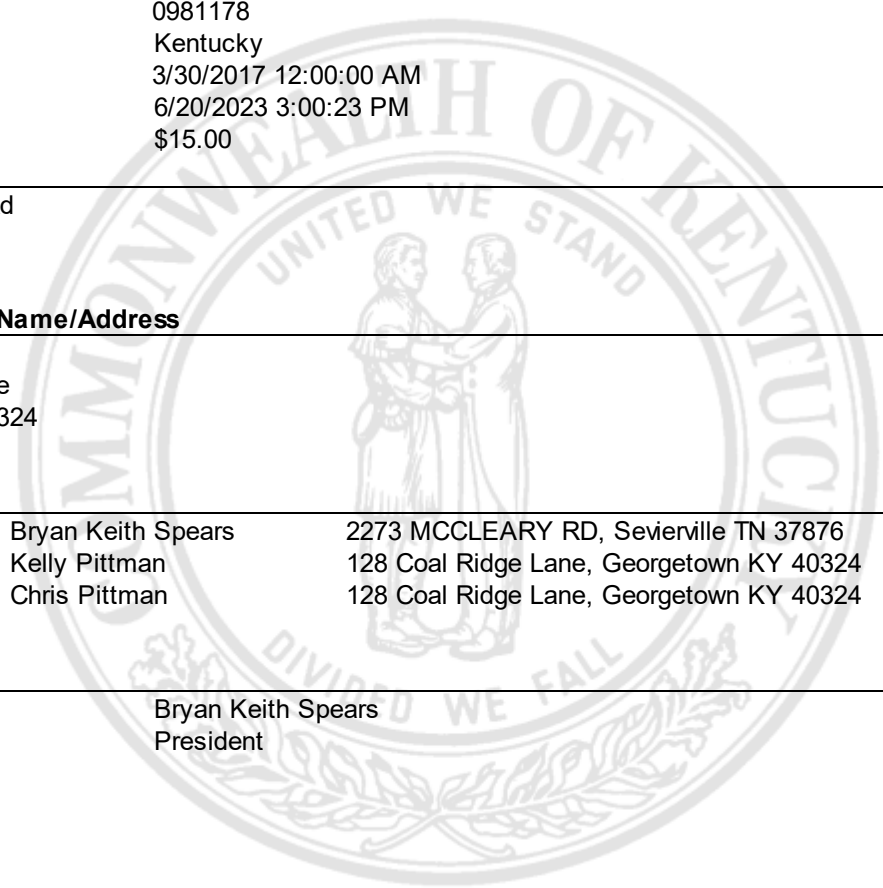 0981178
Kentucky
3/30/2017 12:00:00 AM
6/20/2023 3:00:23 PM
$15.00
d
Name/Address
e
324
Bryan Keith Spears 2273 MCCLEARY RD, Sevierville TN 37876
Kelly Pittman 128 Coal Ridge Lane, Georgetown KY 40324
Chris Pittman 128 Coal Ridge Lane, Georgetown KY 40324
Bryan Keith Spears
President
COMMONWEALTH OF KENTUCKY
UNITED WE STAND
DIVIDED WE FALL